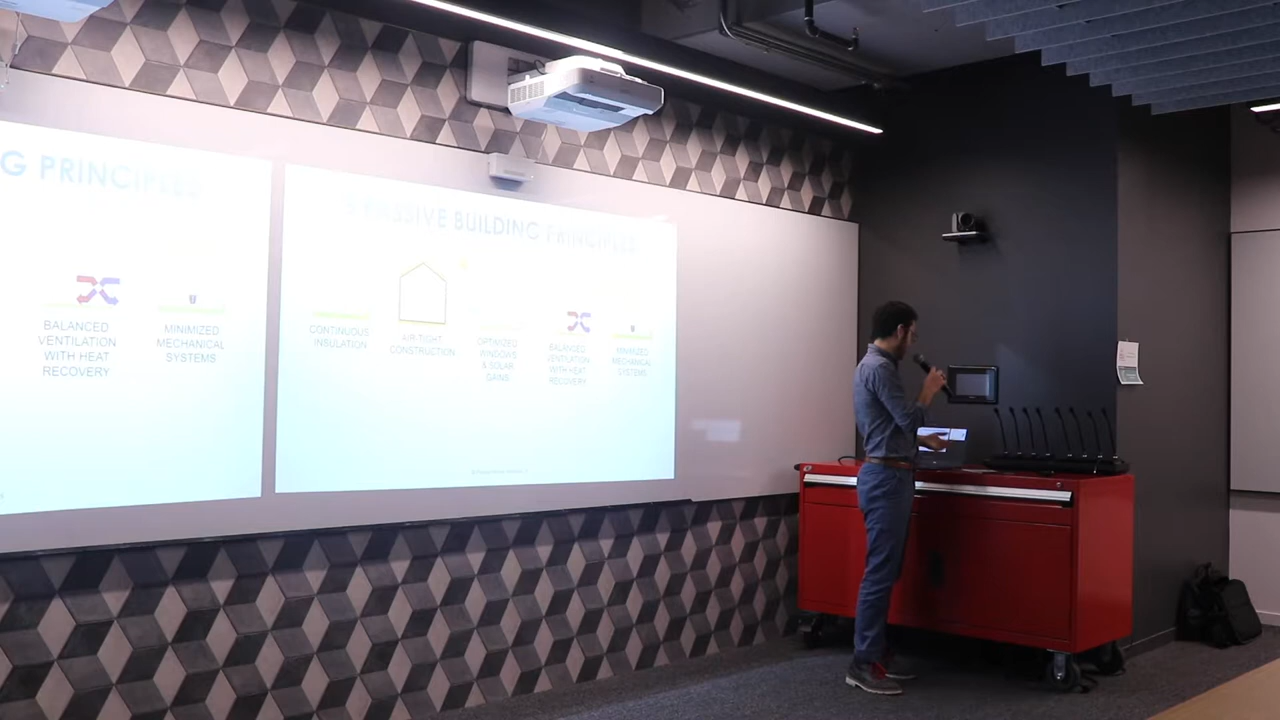 G PRINCIPLES
BALANCED
VENTILATION
WITH HEAT
RECOVERY
MINIMIZED
MECHANICAL
SYSTEMS
PASSIVE BUILDING PRINCIPLES
CONTINUOUS
INSULATION
AIR-TIGHT
CONSTRUCTION
OPTIMIZED
WINDOWS
& SOLAR
GAINS
BALANCED
VENTILATION
WITH HEAT
RECOVERY
MINIMIZED
MECHANICAL
SYSTEMS